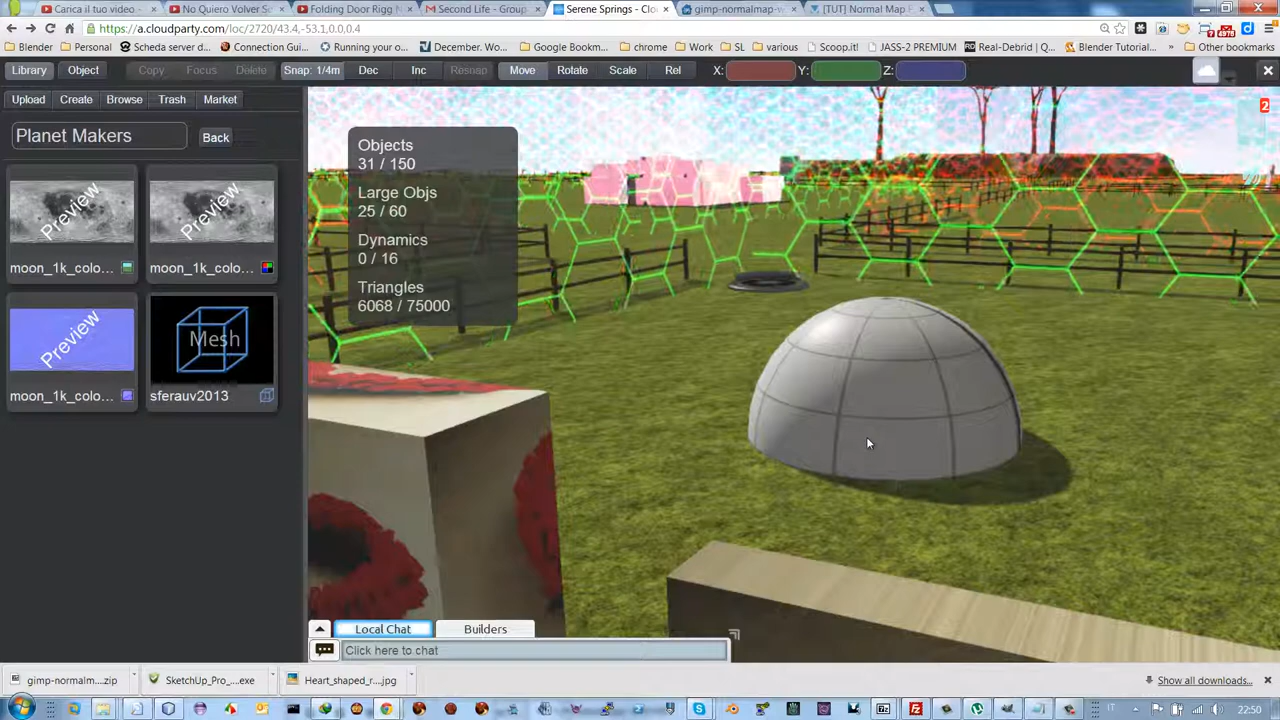 Carica il tuo video -
No Quiero Volver So
Folding Door Rigg N
Second Life - Group
Serene Springs - Clo
gimp-normalmap-w
[TUT] Normal Map F
https://a.cloudparty.com/loc/2720/43.4,-53.1,0.0,0.4
Blender
Personal
Scheda server d...
Connection Gui...
Running your o...
December. Wo...
Google Bookm...
chrome
Work
SL
varioous
Scoop.it!
JASS-2 PREMIUM
Real-Debrid | Q...
Blender Tutorial...
Other bookmarks
Library
Object
Copy
Focus
Delete
Snap: 1/4m
Dec
Inc
Resnap
Move
Rotate
Scale
Rel
X:
Y:
Z:
Upload
Create
Browse
Trash
Market
Planet Makers
Back
Preview
Preview
moon_1k_colo...
moon_1k_colo...
Preview
Mesh
moon_1k_colo...
sferauv2013
Objects
31 / 150
Large Objs
25 / 60
Dynamics
0 / 16
Triangles
6068 / 75000
2
Local Chat
Builders
Click here to chat
gimp-normalm....zip
SketchUp_Pro_....exe
Heart_shaped_r....jpg
Show all downloads...
IT
22:50